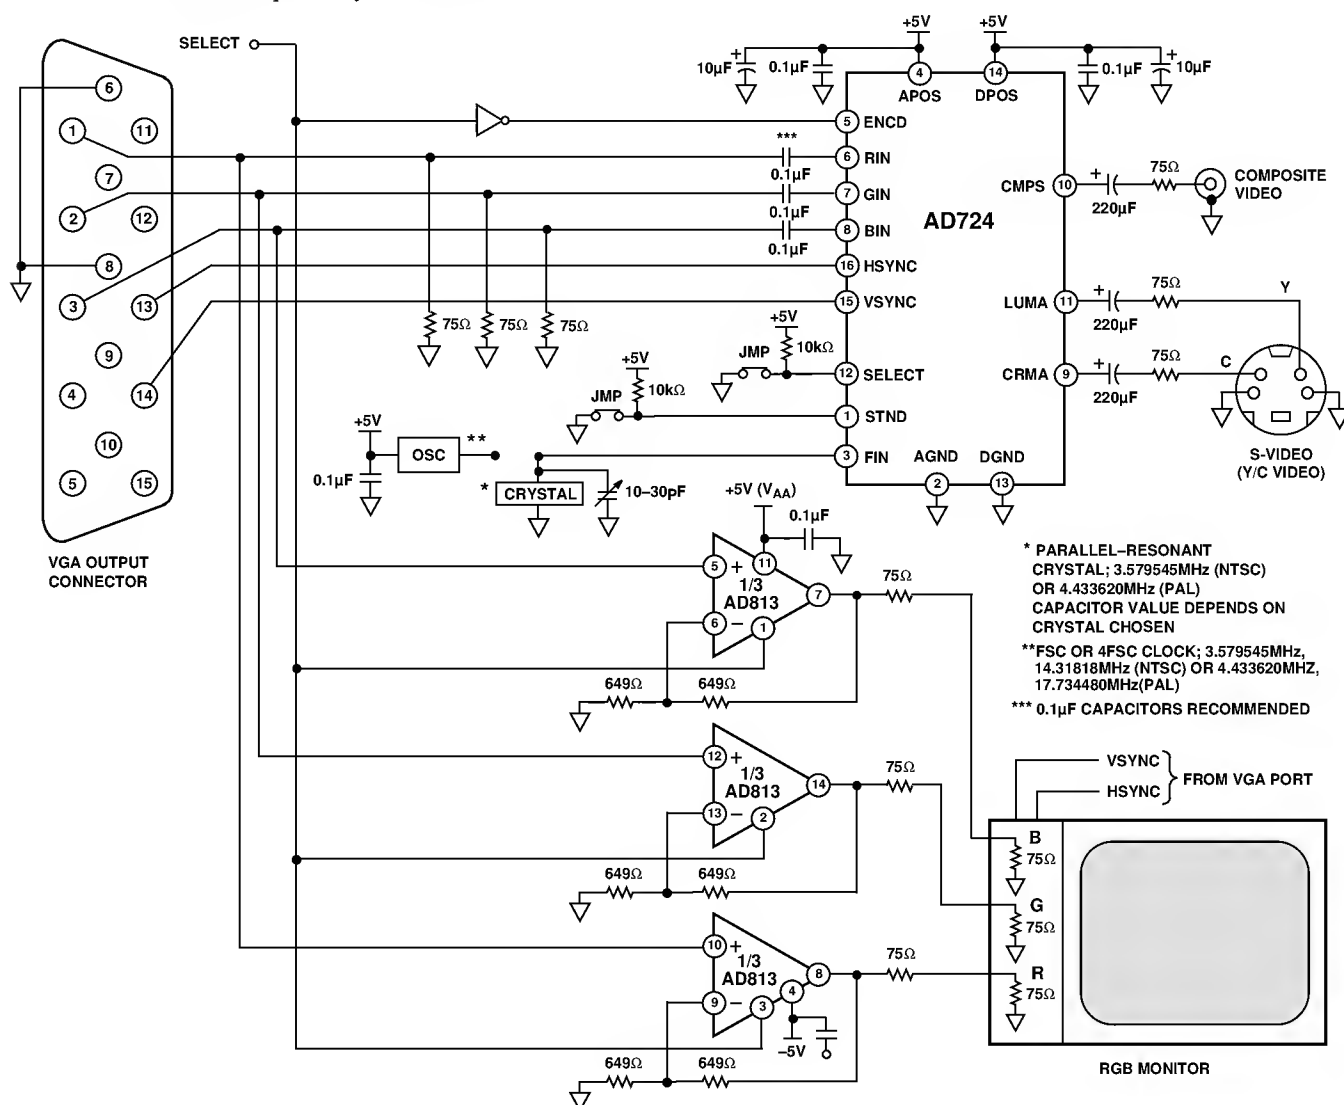 SELECT
+5V
+5V
10µF
0.1µF
0.1µF
10µF
4
14
APOS
DPOS
6
1
11
7
2
12
8
3
13
9
4
14
10
5
15
VGA OUTPUT
CONNECTOR
5
ENCD
***
0.1µF
6
RIN
0.1µF
7
GIN
0.1µF
8
BIN
16
HSYNC
15
VSYNC
AD724
75Ω
75Ω
75Ω
+5V
10kΩ
JMP
12
SELECT
+5V
10kΩ
JMP
1
STND
3
FIN
AGND
DGND
2
13
CMPS
10
+
220µF
75Ω
COMPOSITE
VIDEO
LUMA
11
+
220µF
75Ω
Y
CRMA
9
+
220µF
75Ω
C
S-VIDEO
(Y/C VIDEO)
+5V
0.1µF
OSC
**
*
CRYSTAL
10–30pF
+5V (VAA)
0.1µF
11
5
+
1/3
AD813
7
6
–
1
75Ω
649Ω
649Ω
12
+
1/3
AD813
14
13
–
2
75Ω
649Ω
649Ω
10
+
1/3
AD813
8
9
–
3
4
–5V
75Ω
649Ω
649Ω
* PARALLEL–RESONANT
CRYSTAL; 3.579545MHz (NTSC)
OR 4.433620MHz (PAL)
CAPACITOR VALUE DEPENDS ON
CRYSTAL CHOSEN
**FSC OR 4FSC CLOCK; 3.579545MHz,
14.31818MHz (NTSC) OR 4.433620MHZ,
17.734480MHz(PAL)
*** 0.1µF CAPACITORS RECOMMENDED
VSYNC
HSYNC
FROM VGA PORT
B
75Ω
G
75Ω
R
75Ω
RGB MONITOR